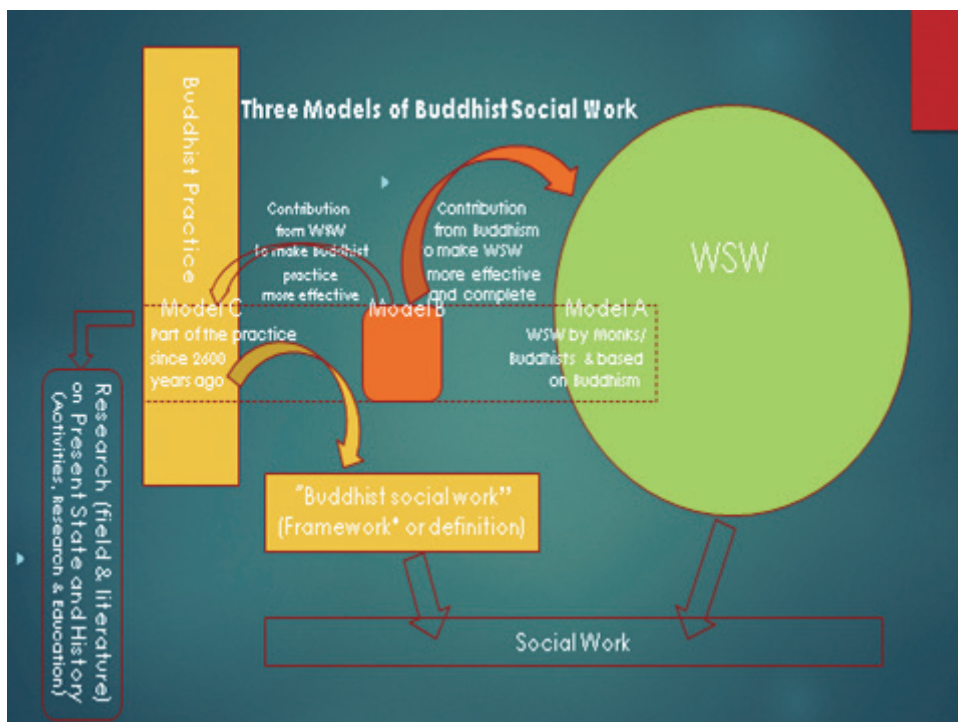 Three Models of Buddhist Social Work
Buddhist Practice
Contribution
from WSW
to make Buddhist
practice
more effective
Contribution
from Buddhism
to make WSW
more effective
and complete
WSW
Model C
Part of the practice
since 2600
years ago
Model B
Model A
WSW by Monks/
Buddhists & based
on Buddhism
Research (field & literature)
on Present State and History
(Activities, Research & Education)
"Buddhist social work"
(Framework* or definition)
Social Work